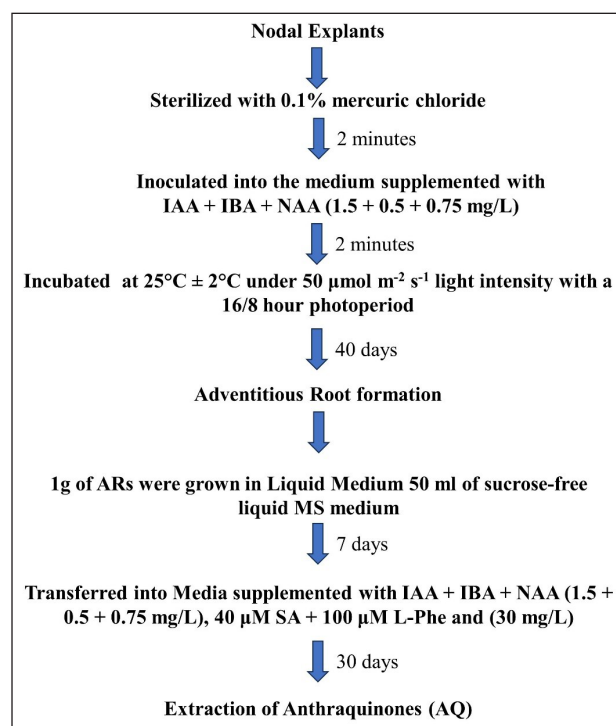 Nodal Explants
Sterilized with 0.1% mercuric chloride
2 minutes
Inoculated into the medium supplemented with
IAA + IBA + NAA (1.5 + 0.5 + 0.75 mg/L)
2 minutes
Incubated at 25°C ± 2°C under 50 µmol m⁻² s⁻¹ light intensity with a
16/8 hour photoperiod
40 days
Adventitious Root formation
1g of ARs were grown in Liquid Medium 50 ml of sucrose-free
liquid MS medium
7 days
Transferred into Media supplemented with IAA + IBA + NAA (1.5 +
0.5 + 0.75 mg/L), 40 µM SA + 100 µM L-Phe and (30 mg/L)
30 days
Extraction of Anthraquinones (AQ)